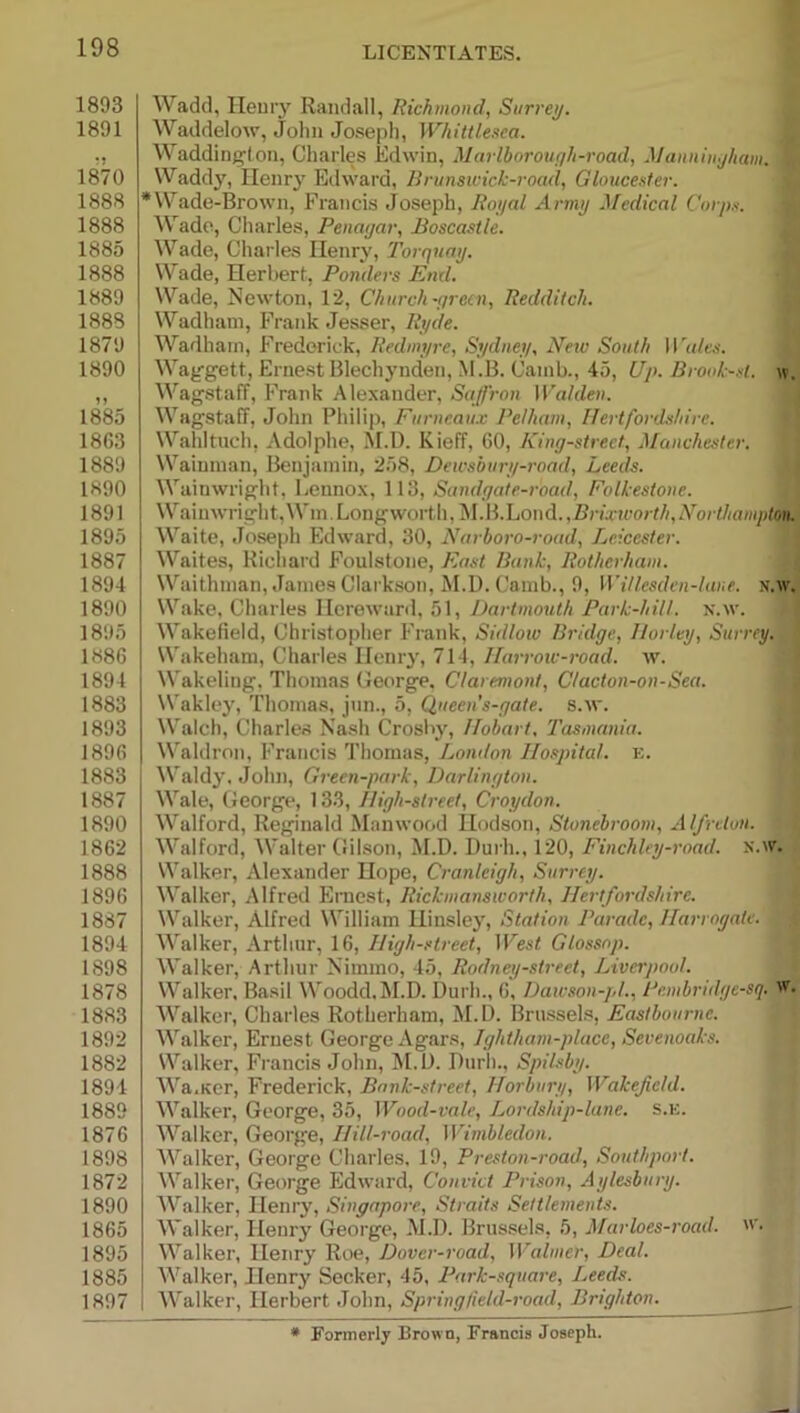 198
LICENTIATES.
1893 Wadd, Henry Randall, Richmond, Surrey.
1891 Waddelow, John Joseph, Whittlesea.
„ Waddington, Charles Edwin, Marlborough-road, Manningham.
1870 Waddy, Henry Edward, Brunswick-road, Gloucester.
1888 *Wade-Brown, Francis Joseph, Royal Army Medical Corps.
1888 Wade, Charles, Penagar, Boscastle.
1885 Wade, Charles Henry, Torquay.
1888 Wade, Herbert, Ponders End.
1889 Wade, Newton, 12, Church-green, Redditch.
1888 Wadham, Frank Jesser, Ryde.
1879 Wadham, Frederick, Redmyre, Sydney, New South Wales.
1890 Waggett, Ernest Blechynden, M.B. Camb., 45, Up. Brook-st. w.
„ Wagstaff, Frank Alexander, Saffron Walden.
1885 Wagstaff, John Philip, Furneaux Pelham, Hertfordshire.
1863 Wahltuch, Adolphe, M.D. Kieff, 60, King-street, Manchester.
1889 Wainman, Benjamin, 258, Dewsbury-road, Leeds.
1890 Wainwright, Lennox, 113, Sandgate-road, Folkestone.
1891 Wainwright, Wm. Longworth, M.B. Lond., Brixworth, Northampton.
1895 Waite, Joseph Edward, 30, Narboro-road, Leicester.
1887 Waites, Richard Foulstone, East Bank, Rotherham.
1894 Waithman, James Clarkson, M.D. Camb., 9, Willesden-lane. N.W.
1890 Wake, Charles Hereward, 51, Dartmouth Park-hill. N.W.
1895 Wakefield, Christopher Frank, Sidlow Bridge, Horley, Surrey.
1886 Wakeham, Charles Henry, 714, Harrow-road. W.
1894 Wakeling, Thomas George, Claremont, Clacton-on-Sea.
1883 Wakley, Thomas, jun., 5, Queen's-gate. S.W.
1893 Walch, Charles Nash Crosby, Hobart, Tasmania.
1896 Waldron, Francis Thomas, London Hospital. E.
1883 Waldy, John, Green-park, Darlington.
1887 Wale, George, 133, High-street, Croydon.
1890 Walford, Reginald Manwood Hodson, Stonebroom, Alfreton.
1862 Walford, Walter Gilson, M.D. Durh., 120, Finchley-road. N.W.
1888 Walker, Alexander Hope, Cranleigh, Surrey.
1896 Walker, Alfred Ernest, Rickmansworth, Hertfordshire.
1887 Walker, Alfred William Hinsley, Station Parade, Harrogate.
1894 Walker, Arthur, 16, High-street, West Glossop.
1898 Walker, Arthur Nimmo, 45, Rodney-street, Liverpool.
1878 Walker, Basil Woodd, M.D. Durh., 6, Dawson-pl., Pembridge-sq. W.
1883 Walker, Charles Rotherham, M.D. Brussels, Eastbourne.
1892 Walker, Ernest George Agars, Ightham-place, Sevenoaks.
1882 Walker, Francis John, M.D. Durh., Spilsby.
1891 Walker, Frederick, Bank-street, Horbury, Wakefield.
1889 Walker, George, 35, Wood-vale, Lordship-lane. S.E.
1876 Walker, George, Hill-road, Wimbledon.
1898 Walker, George Charles, 19, Preston-road, Southport.
1872 Walker, George Edward, Convict Prison, Aylesbury.
1890 Walker, Henry, Singapore, Straits Settlements.
1865 Walker, Henry George, M.D. Brussels, 5, Marloes-road. W.
1895 Walker, Henry Roe, Dover-road, Walmer, Deal.
1885 Walker, Henry Secker, 45, Park-square, Leeds.
1897 Walker, Herbert John, Springfield-road, Brighton.
* Formerly Brown, Francis Joseph.